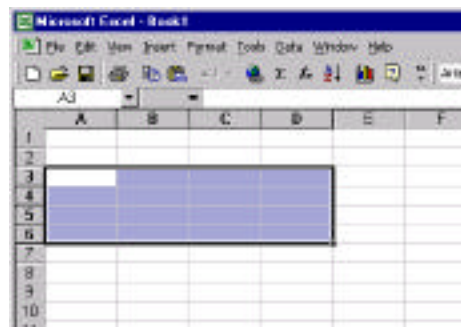 Microsoft Excel - Book1
File Edit View Insert Format Tools Data Window Help
A3 =
A B C D E F
1
2
3
4
5
6
7
8
9
10